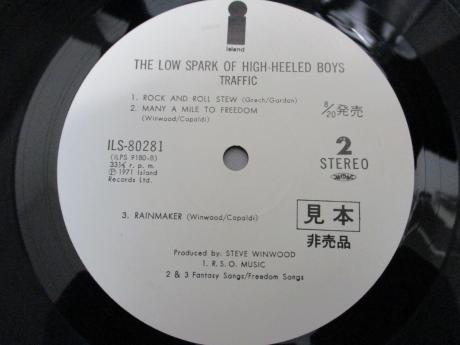 island
THE LOW SPARK OF HIGH-HEELED BOYS
TRAFFIC
1. ROCK AND ROLL STEW (Grech/Gordon)
2. MANY A MILE TO FREEDOM
(Winwood/Capaldi)
8/20発売
ILS-80281
(ILPS 9180-B)
33⅓ r. p. m.
Ⓟ 1971 Island
Records Ltd.
2
STEREO
3. RAINMAKER (Winwood/Capaldi)
見本
非売品
Produced by: STEVE WINWOOD
1. R. S. O. MUSIC
2 & 3 Fantasy Songs/Freedom Songs